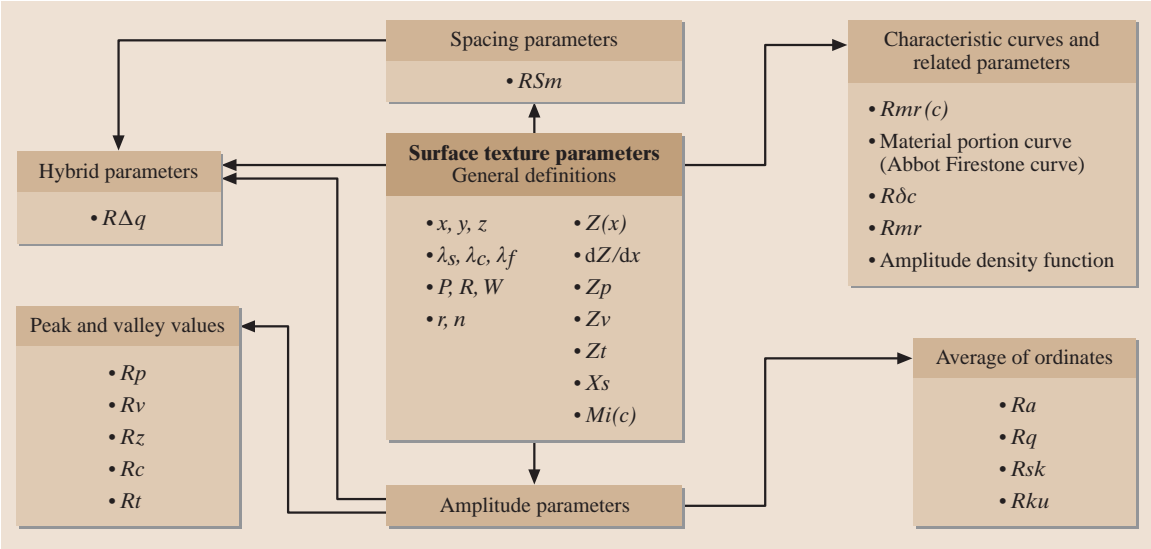 Spacing parameters
• RSm
Characteristic curves and
related parameters
• Rmr(c)
• Material portion curve
(Abbot Firestone curve)
• Rδc
• Rmr
• Amplitude density function
Hybrid parameters
• RΔq
Surface texture parameters
General definitions
• x, y, z
• λs, λc, λf
• P, R, W
• r, n
• Z(x)
• dZ/dx
• Zp
• Zv
• Zt
• Xs
• Mi(c)
Peak and valley values
• Rp
• Rv
• Rz
• Rc
• Rt
Average of ordinates
• Ra
• Rq
• Rsk
• Rku
Amplitude parameters